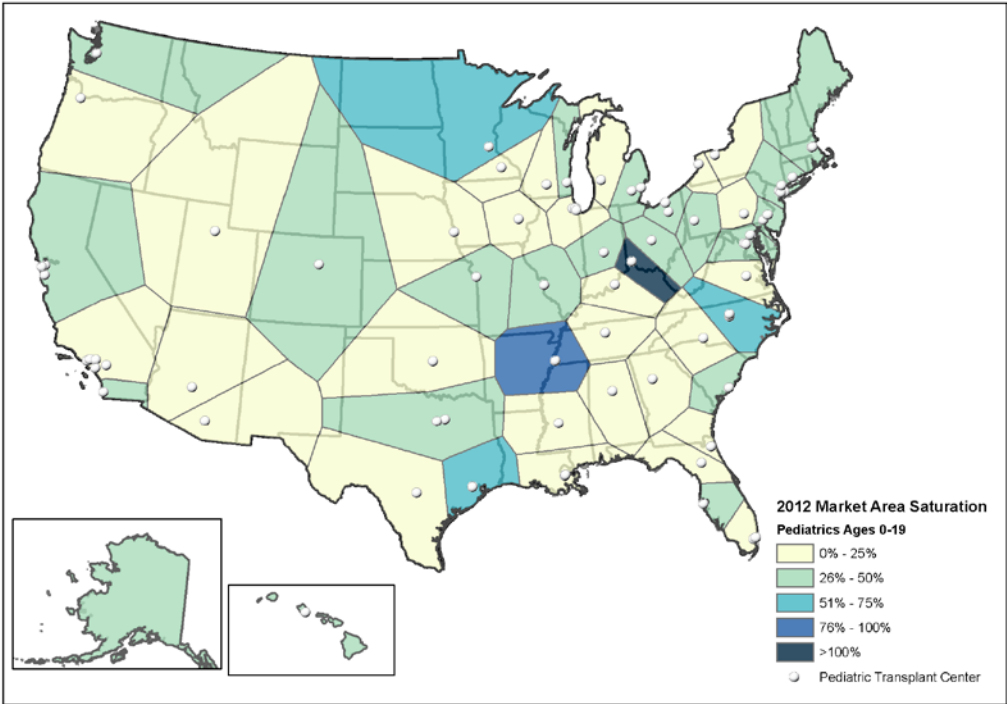 2012 Market Area Saturation
Pediatrics Ages 0-19
0% - 25%
26% - 50%
51% - 75%
76% - 100%
>100%
Pediatric Transplant Center